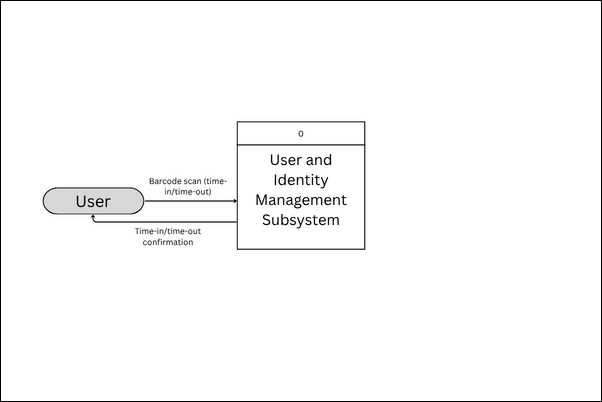 0
User and
Identity
Management
Subsystem
Barcode scan (time-
in/time-out)
User
Time-in/time-out
confirmation